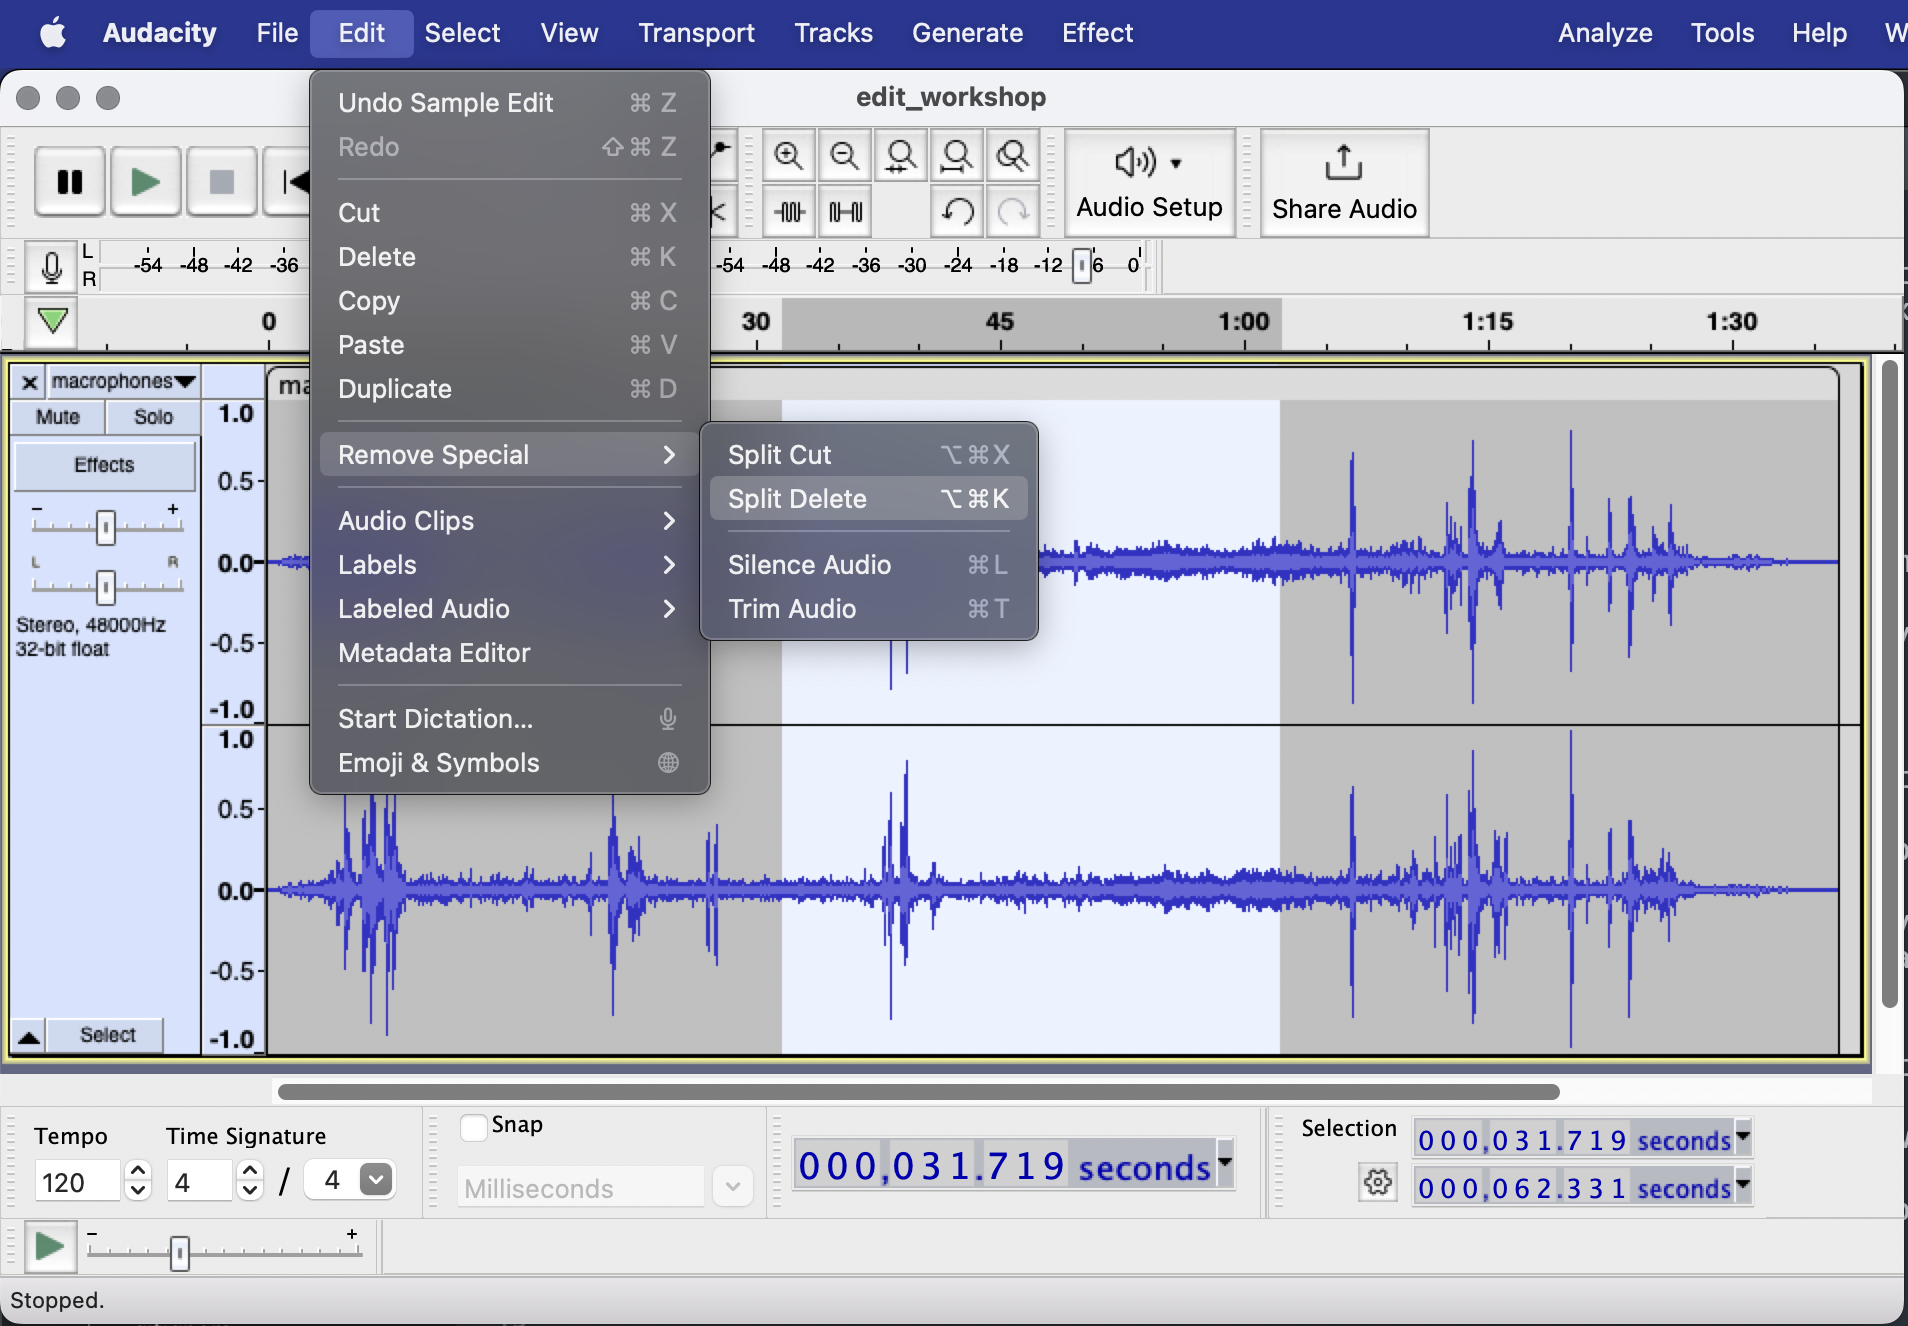 Audacity File Edit Select View Transport Tracks Generate Effect Analyze Tools Help
edit_workshop
Undo Sample Edit ⌘ Z
Redo ⇧ ⌘ Z
Cut ⌘ X
Delete ⌘ K
Copy ⌘ C
Paste ⌘ V
Duplicate ⌘ D
Remove Special
Audio Clips
Labels
Labeled Audio
Metadata Editor
Start Dictation...
Emoji & Symbols
Split Cut ⌥⌘X
Split Delete ⌥⌘K
Silence Audio ⌘ L
Trim Audio ⌘ T
Audio Setup
Share Audio
L
R
-54 -48 -42 -36
-54 -48 -42 -36 -30 -24 -18 -12 6 0
0 30 45 1:00 1:15 1:30
macrophones
Mute Solo
Effects
- +
L R
Stereo, 48000Hz
32-bit float
Select
1.0
0.5
0.0
-0.5
-1.0
1.0
0.5
0.0
-0.5
-1.0
Tempo
120
Time Signature
4 / 4
Snap
Milliseconds
000,031.719 seconds
Selection
000,031.719 seconds
000,062.331 seconds
- +
Stopped.